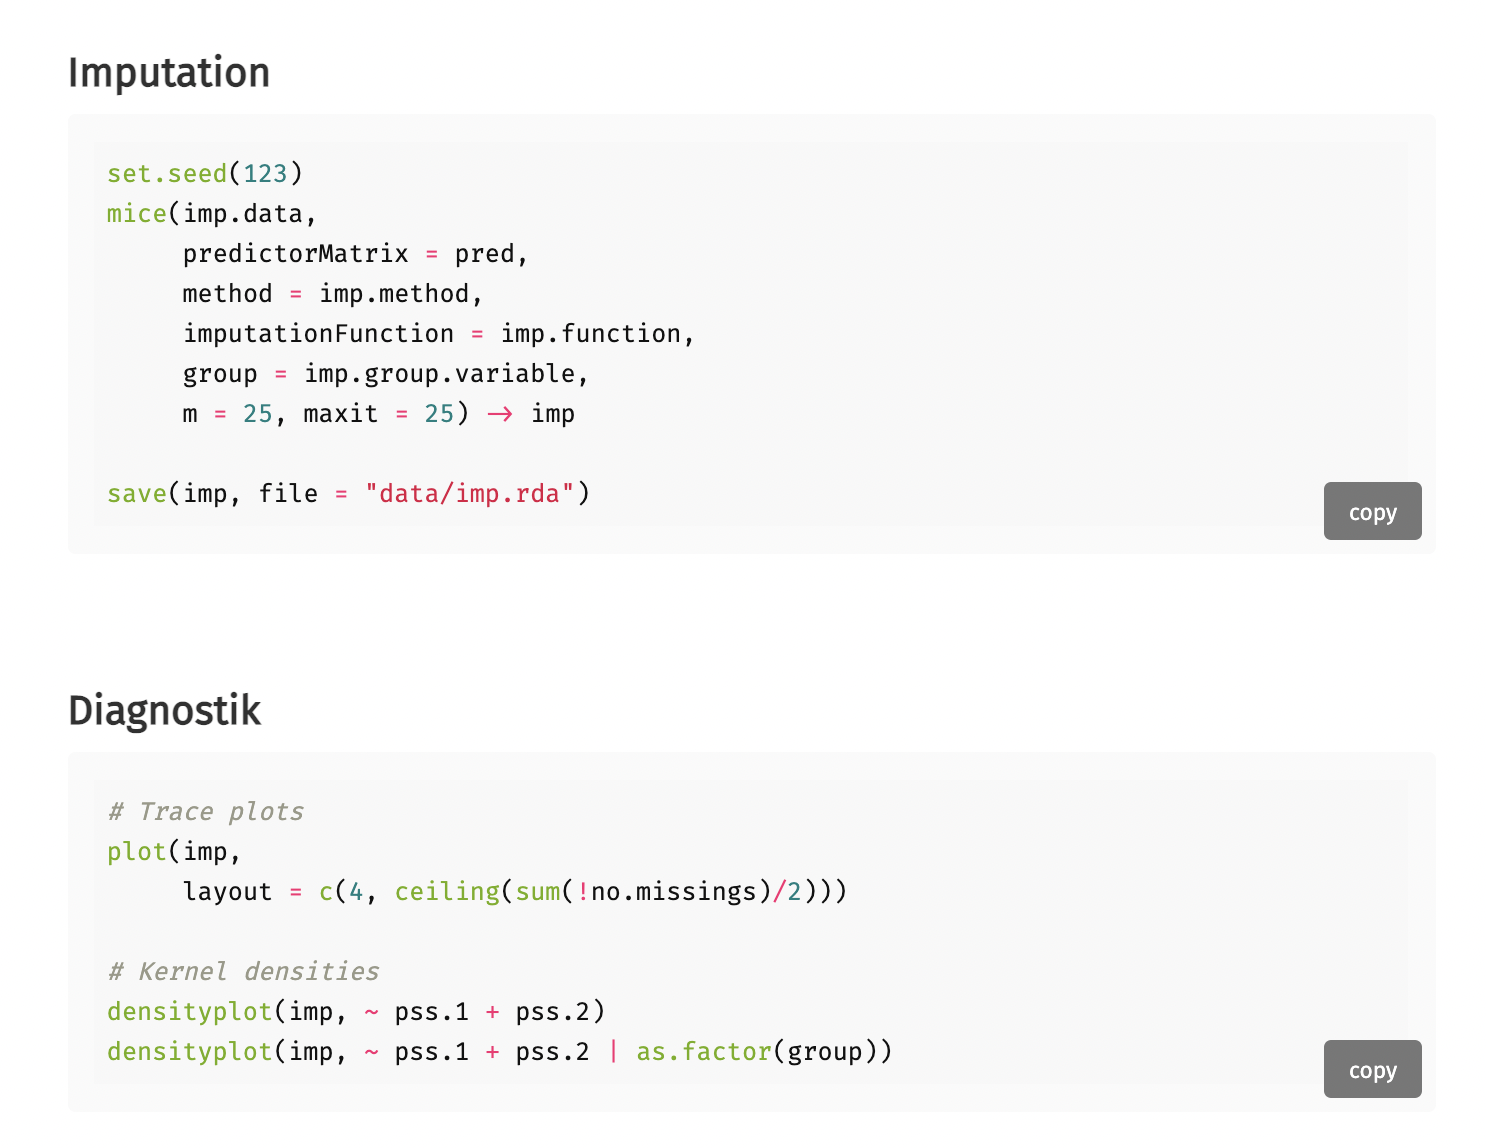 Imputation
set.seed(123)
mice(imp.data,
     predictorMatrix = pred,
     method = imp.method,
     imputationFunction = imp.function,
     group = imp.group.variable,
     m = 25, maxit = 25) -> imp
save(imp, file = "data/imp.rda")
copy
Diagnostik
# Trace plots
plot(imp,
     layout = c(4, ceiling(sum(!no.missings)/2)))
# Kernel densities
densityplot(imp, ~ pss.1 + pss.2)
densityplot(imp, ~ pss.1 + pss.2 | as.factor(group))
copy